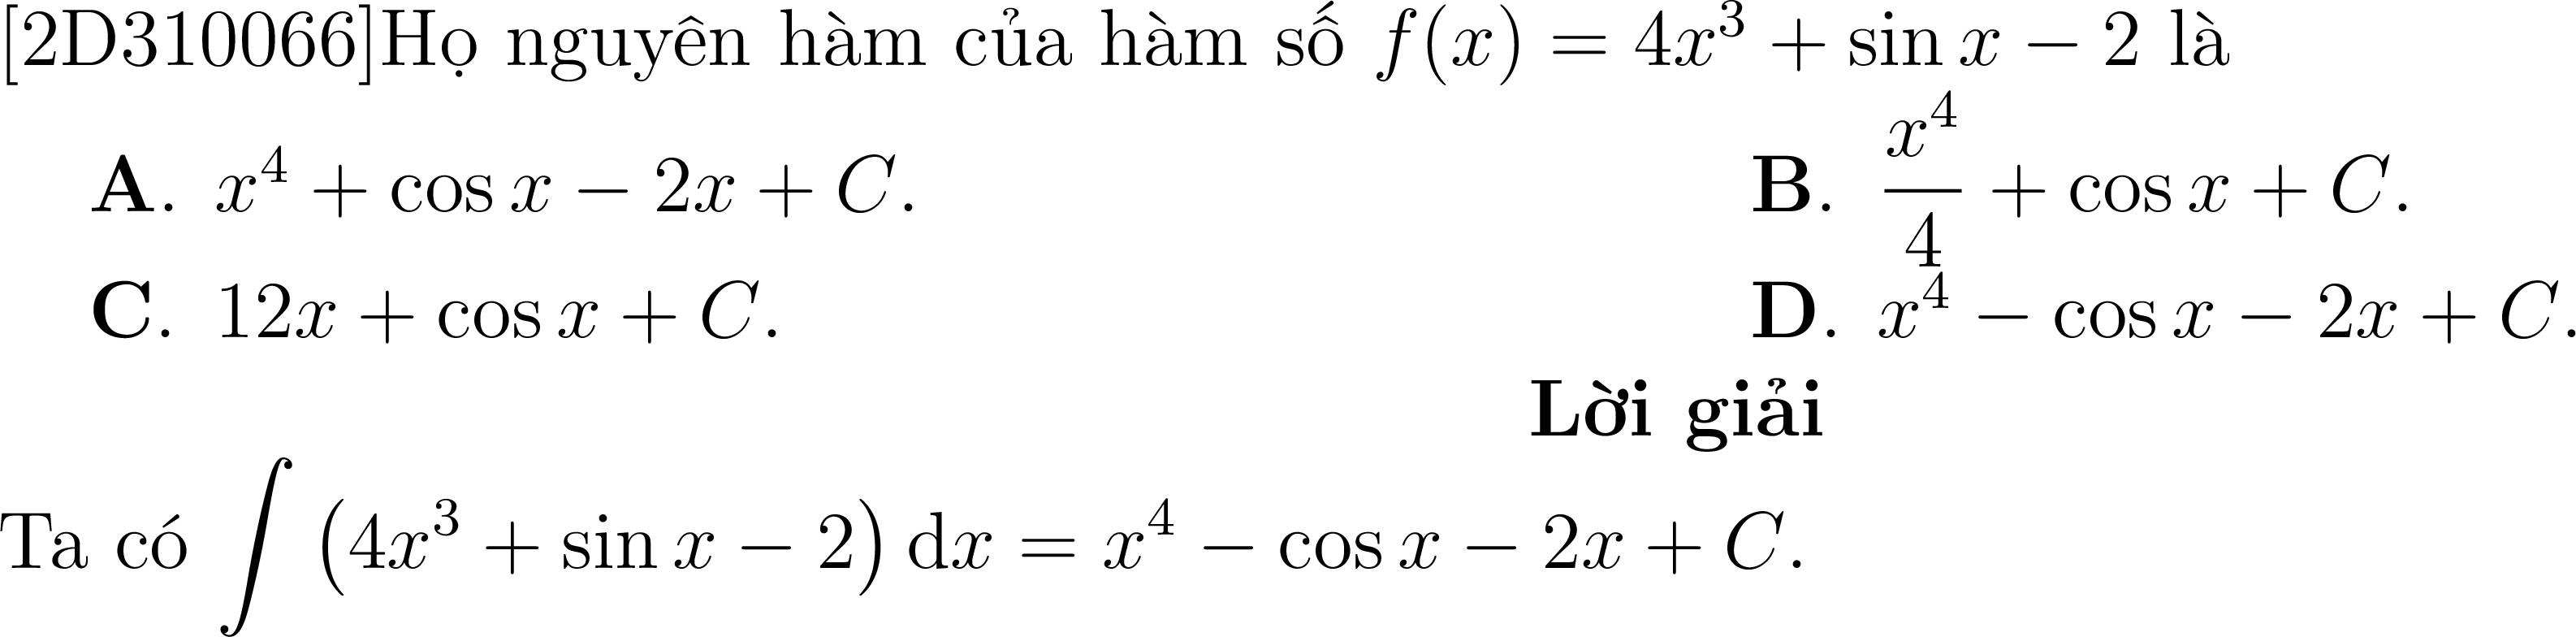 [2D310066]Họ nguyên hàm của hàm số f(x) = 4x³ + sin x − 2 là
A. x⁴ + cos x − 2x + C. B. x⁴/4 + cos x + C.
C. 12x + cos x + C. D. x⁴ − cos x − 2x + C.
Lời giải
Ta có ∫ (4x³ + sin x − 2) dx = x⁴ − cos x − 2x + C.